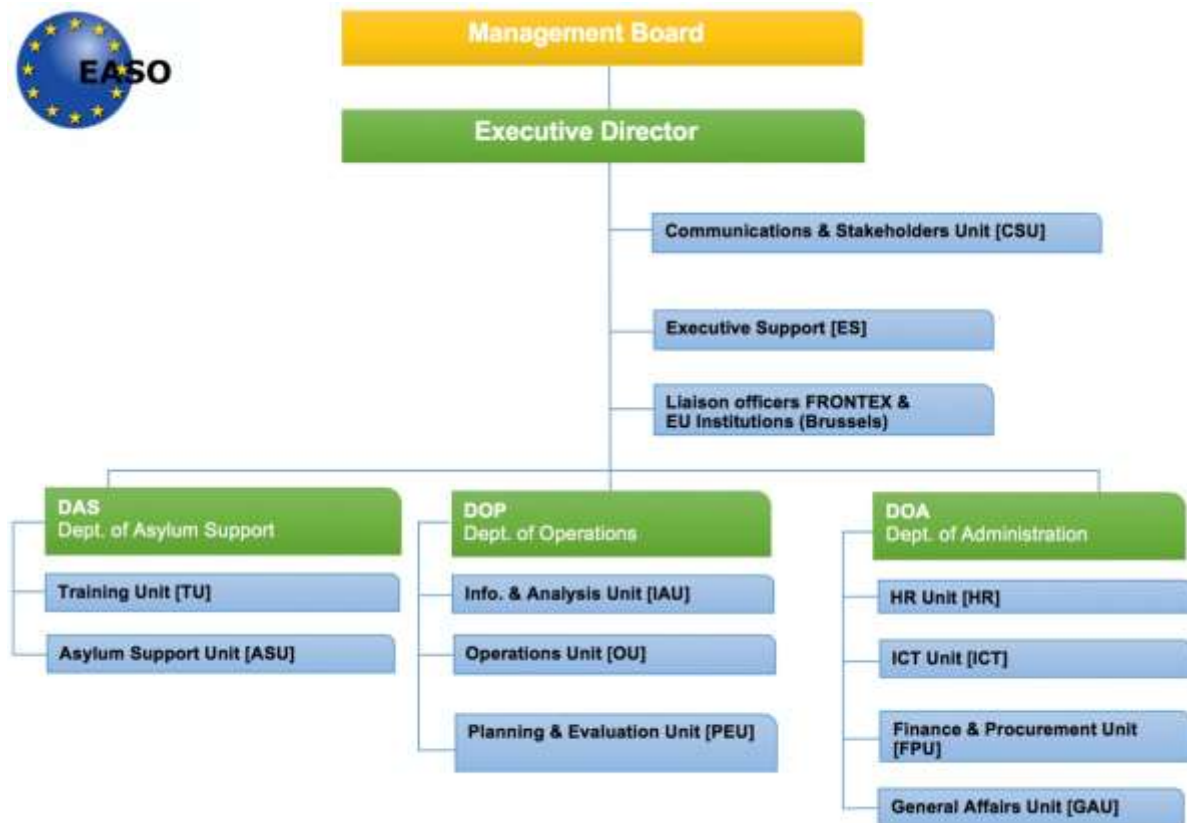 EASO
Management Board
Executive Director
Communications & Stakeholders Unit [CSU]
Executive Support [ES]
Liaison officers FRONTEX &
EU Institutions (Brussels)
DAS
Dept. of Asylum Support
Training Unit [TU]
Asylum Support Unit [ASU]
DOP
Dept. of Operations
Info. & Analysis Unit [IAU]
Operations Unit [OU]
Planning & Evaluation Unit [PEU]
DOA
Dept. of Administration
HR Unit [HR]
ICT Unit [ICT]
Finance & Procurement Unit
[FPU]
General Affairs Unit [GAU]